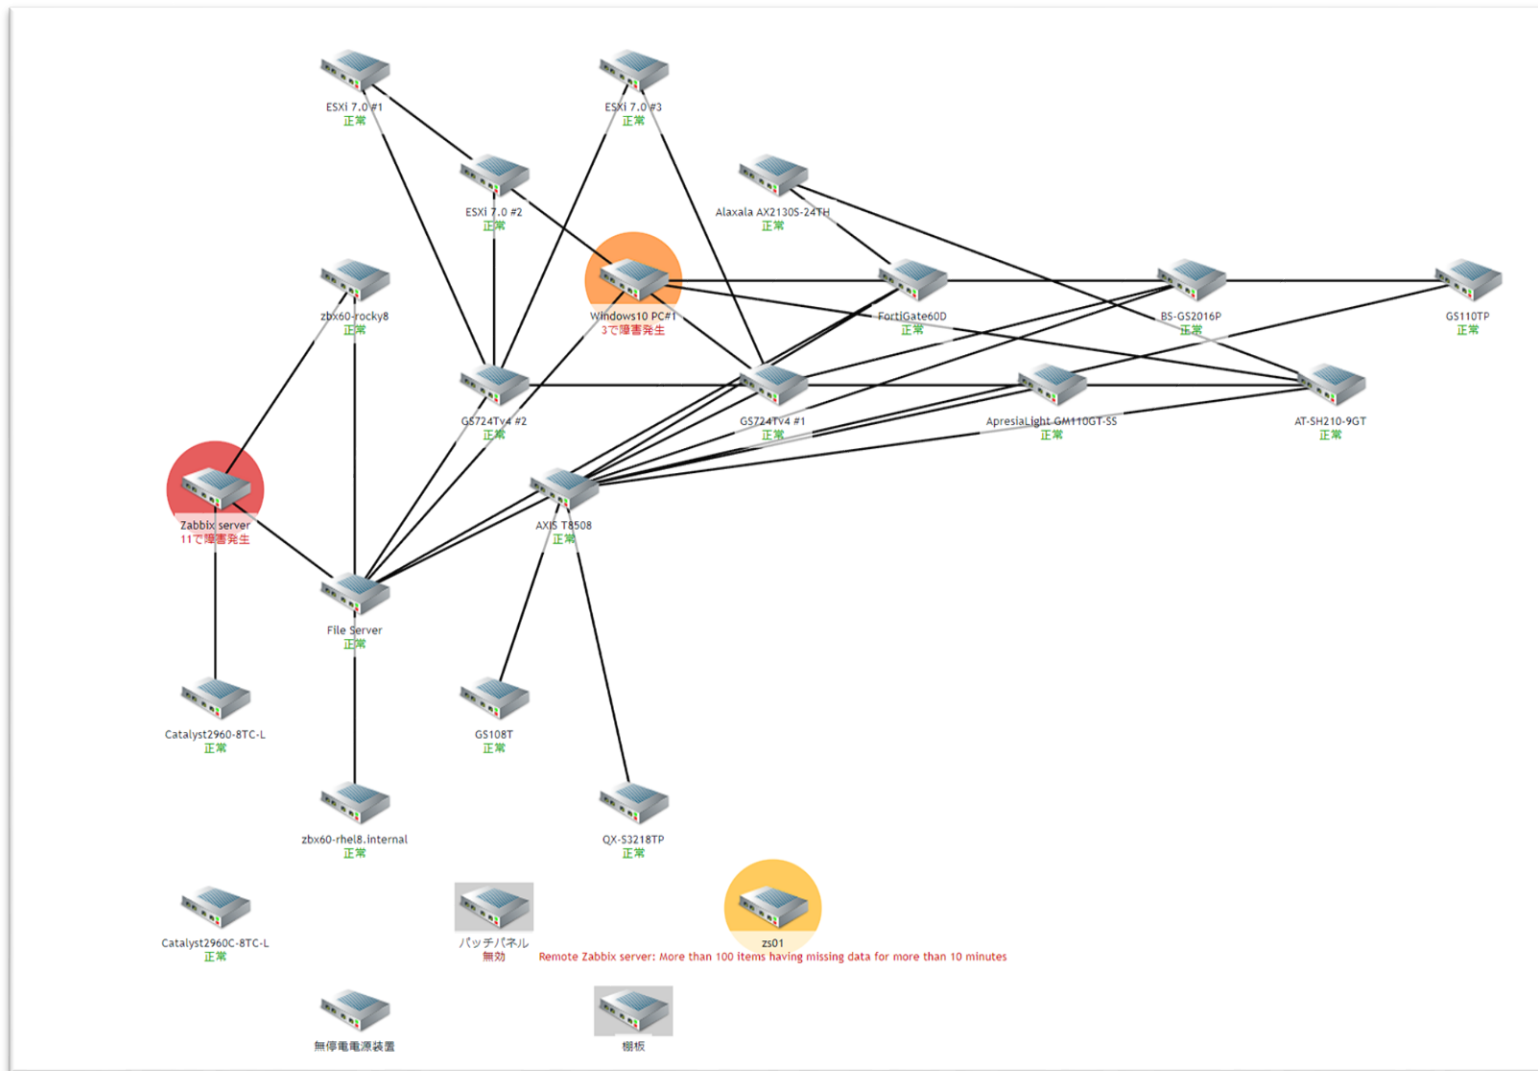 ESXi 7.0 #1
正常
ESXi 7.0 #3
正常
ESXi 7.0 #2
正常
Alaxala AX2130S-24TH
正常
zbx60-rocky8
正常
Windows10 PC#1
3で障害発生
FortiGate60D
正常
BS-GS2016P
正常
GS110TP
正常
GS724Tv4 #2
正常
GS724Tv4 #1
正常
ApresiaLight GM110GT-SS
正常
AT-SH210-9GT
正常
Zabbix server
11で障害発生
AXIS T8508
正常
File Server
正常
Catalyst2960-8TC-L
正常
GS108T
正常
zbx60-rhel8.internal
正常
QX-S3218TP
正常
Catalyst2960C-8TC-L
正常
パッチパネル
無効
zs01
Remote Zabbix server: More than 100 items having missing data for more than 10 minutes
無停電電源装置
棚板